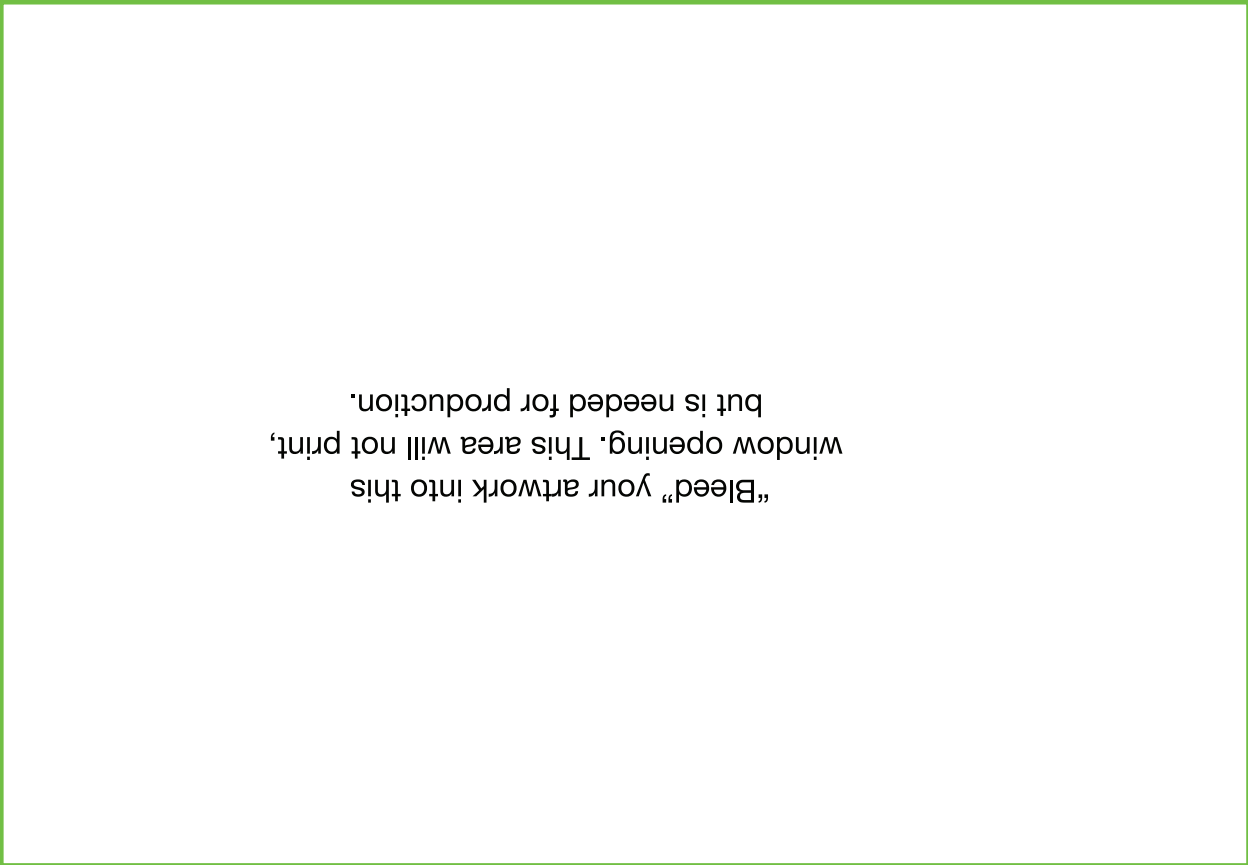 “Bleed” your artwork into this
window opening. This area will not print,
but is needed for production.